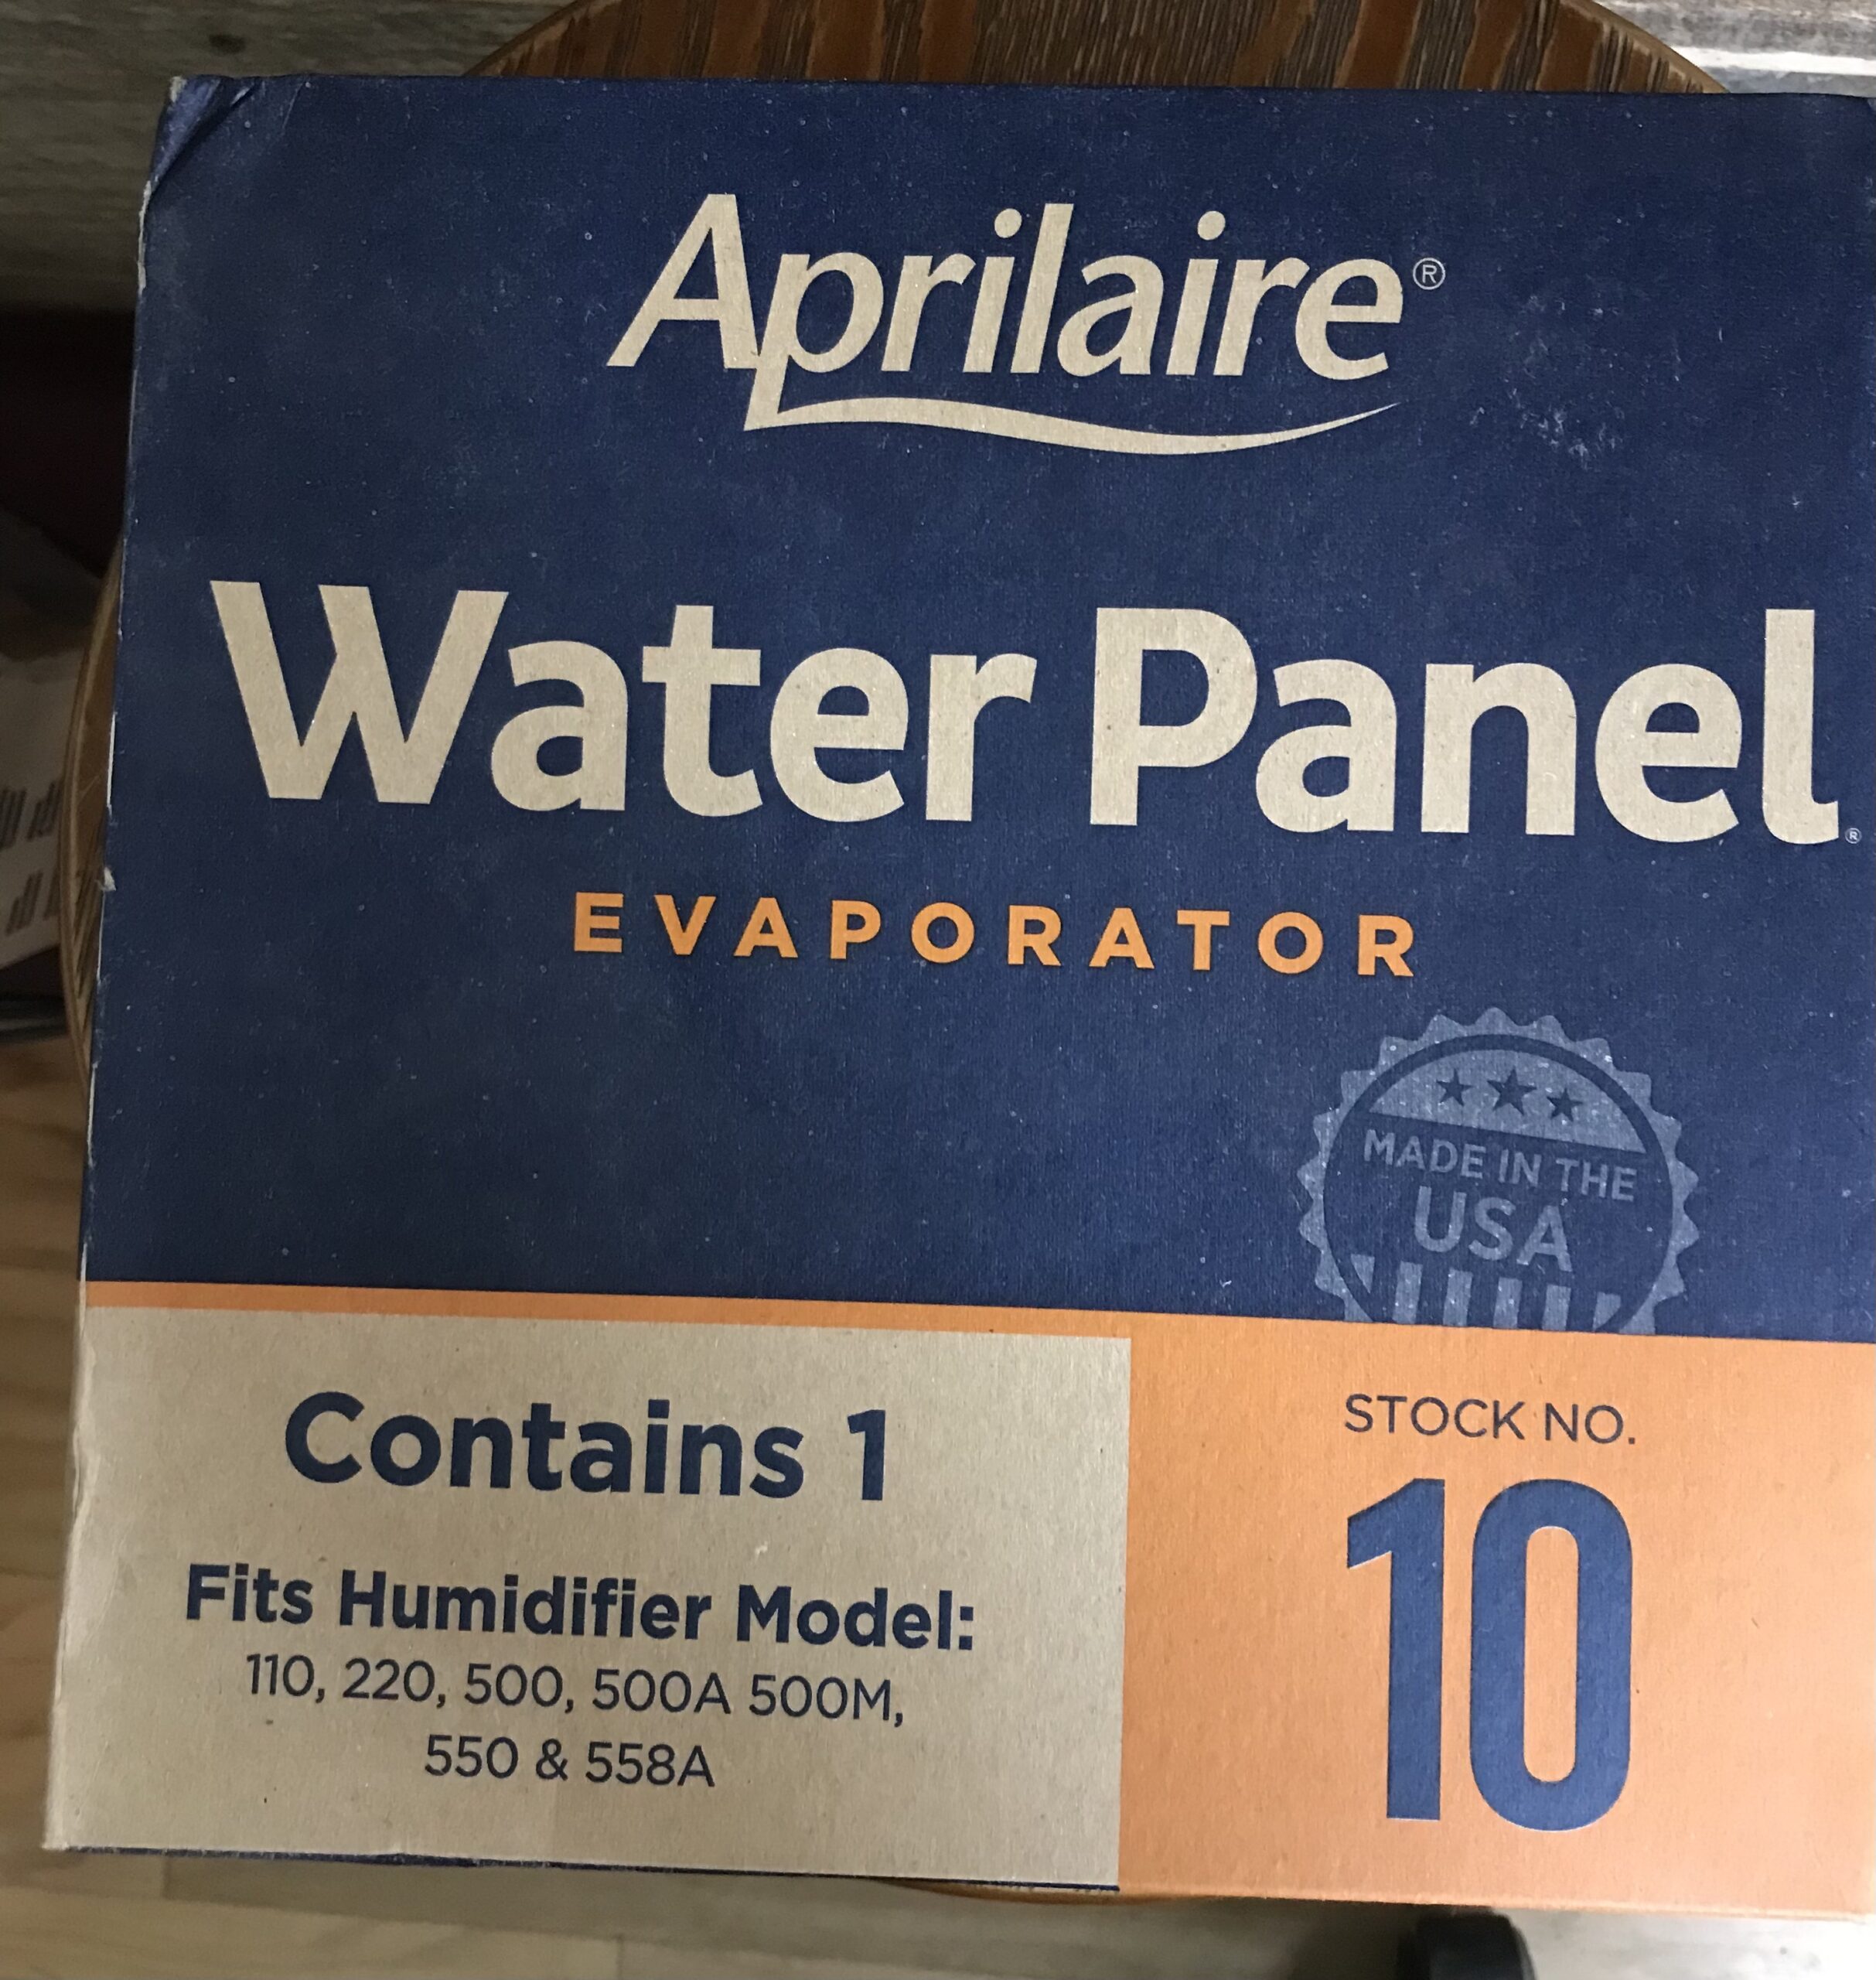 Aprilaire®
Water Panel®
EVAPORATOR
MADE IN THE
USA
Contains 1
Fits Humidifier Model:
110, 220, 500, 500A 500M,
550 & 558A
STOCK NO.
10